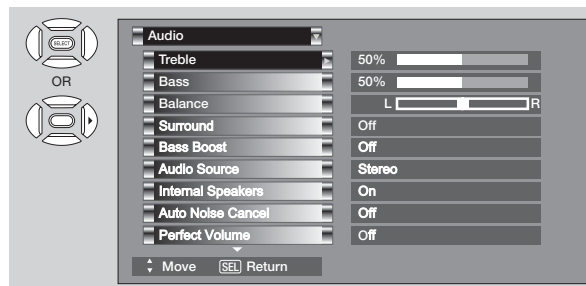 SELECT
OR
Audio
Treble 50%
Bass 50%
Balance L R
Surround Off
Bass Boost Off
Audio Source Stereo
Internal Speakers On
Auto Noise Cancel Off
Perfect Volume Off
Move SEL Return